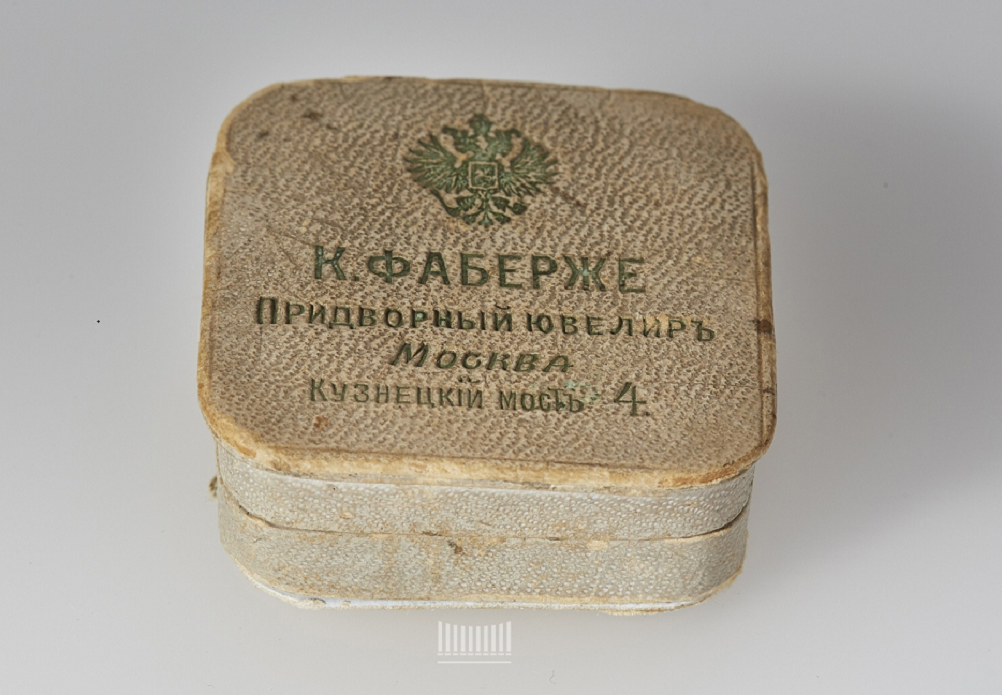 К. ФАБЕРЖЕ
ПРИДВОРНЫЙ ЮВЕЛИРЪ
МОСКВА
КУЗНЕЦКІЙ МОСТЪ 4.